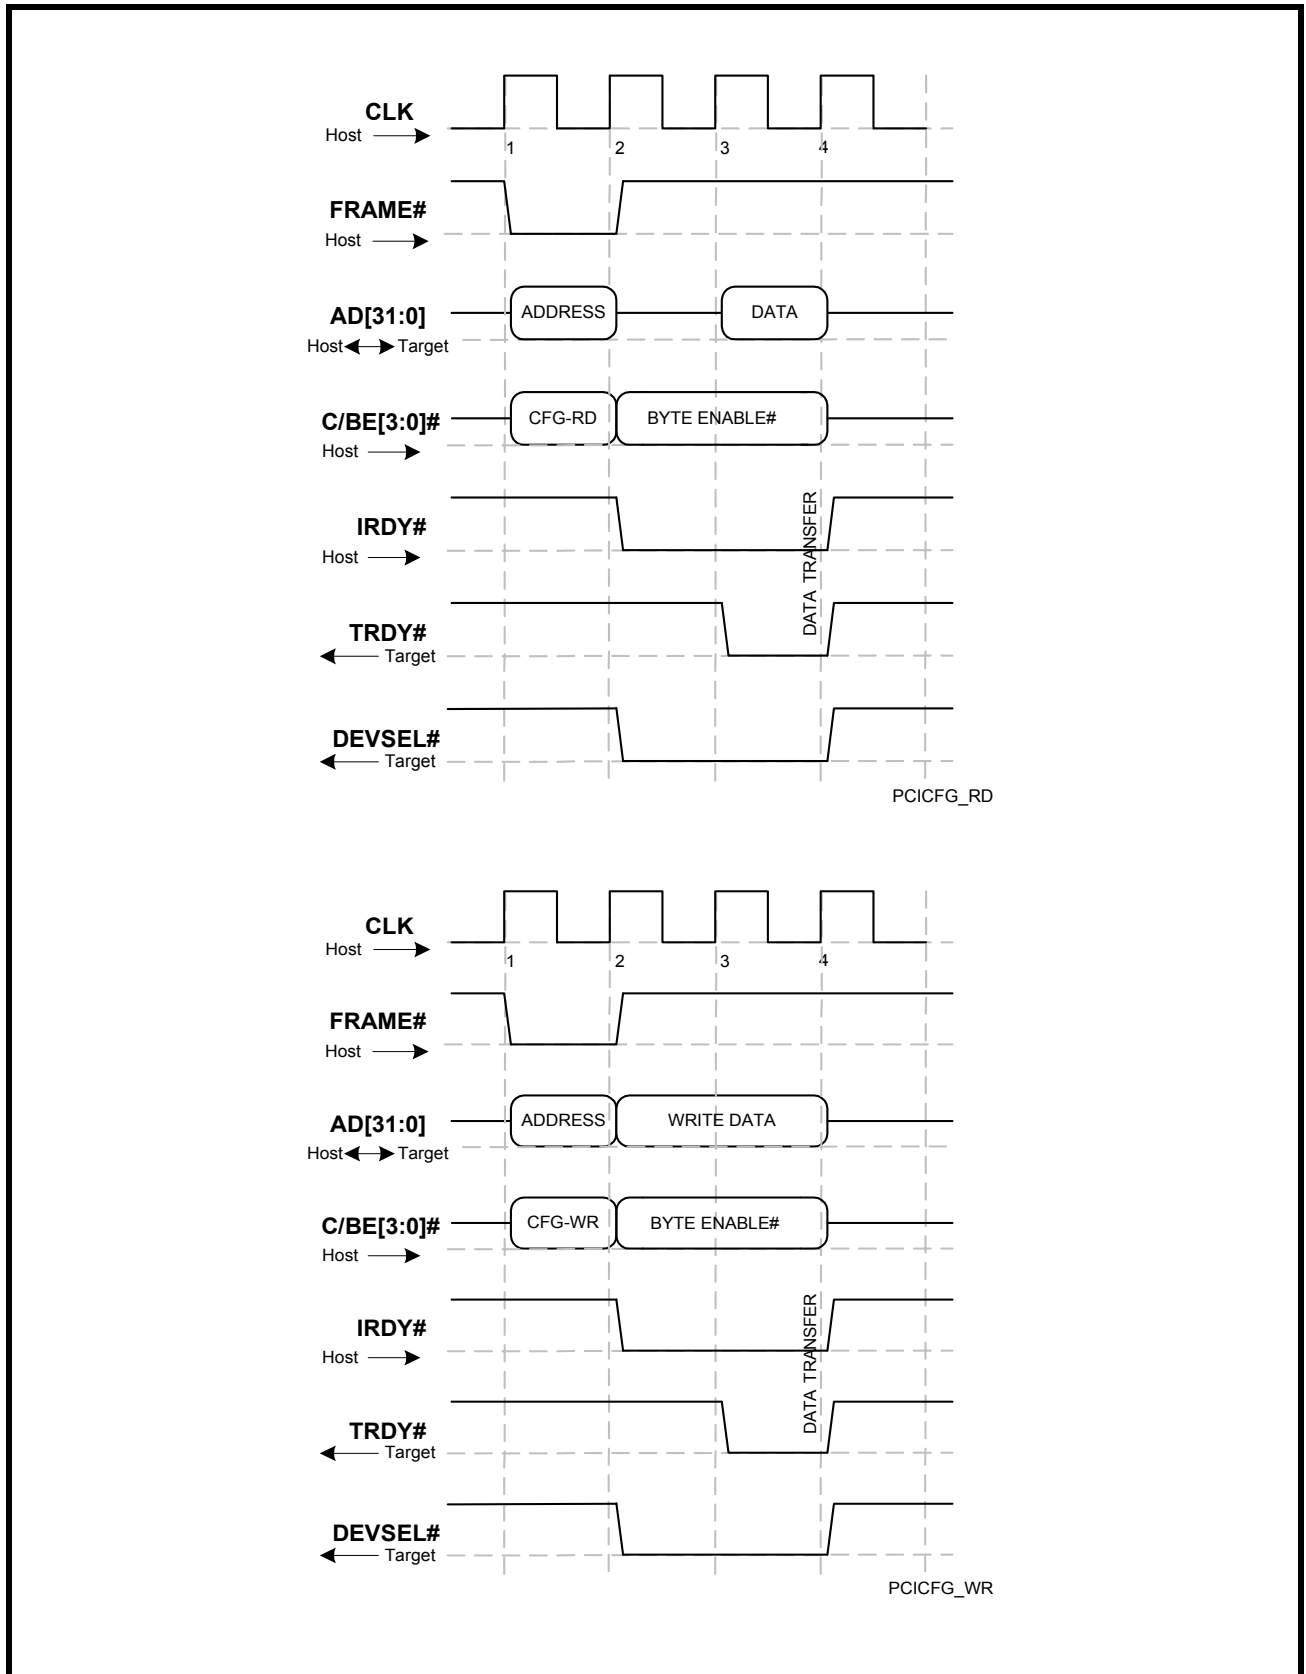 CLK
Host
1 2 3 4
FRAME#
Host
AD[31:0]
Host Target
ADDRESS DATA
C/BE[3:0]#
Host
CFG-RD BYTE ENABLE#
IRDY#
Host
DATA TRANSFER
TRDY#
Target
DEVSEL#
Target
PCICFG_RD
CLK
Host
1 2 3 4
FRAME#
Host
AD[31:0]
Host Target
ADDRESS WRITE DATA
C/BE[3:0]#
Host
CFG-WR BYTE ENABLE#
IRDY#
Host
DATA TRANSFER
TRDY#
Target
DEVSEL#
Target
PCICFG_WR